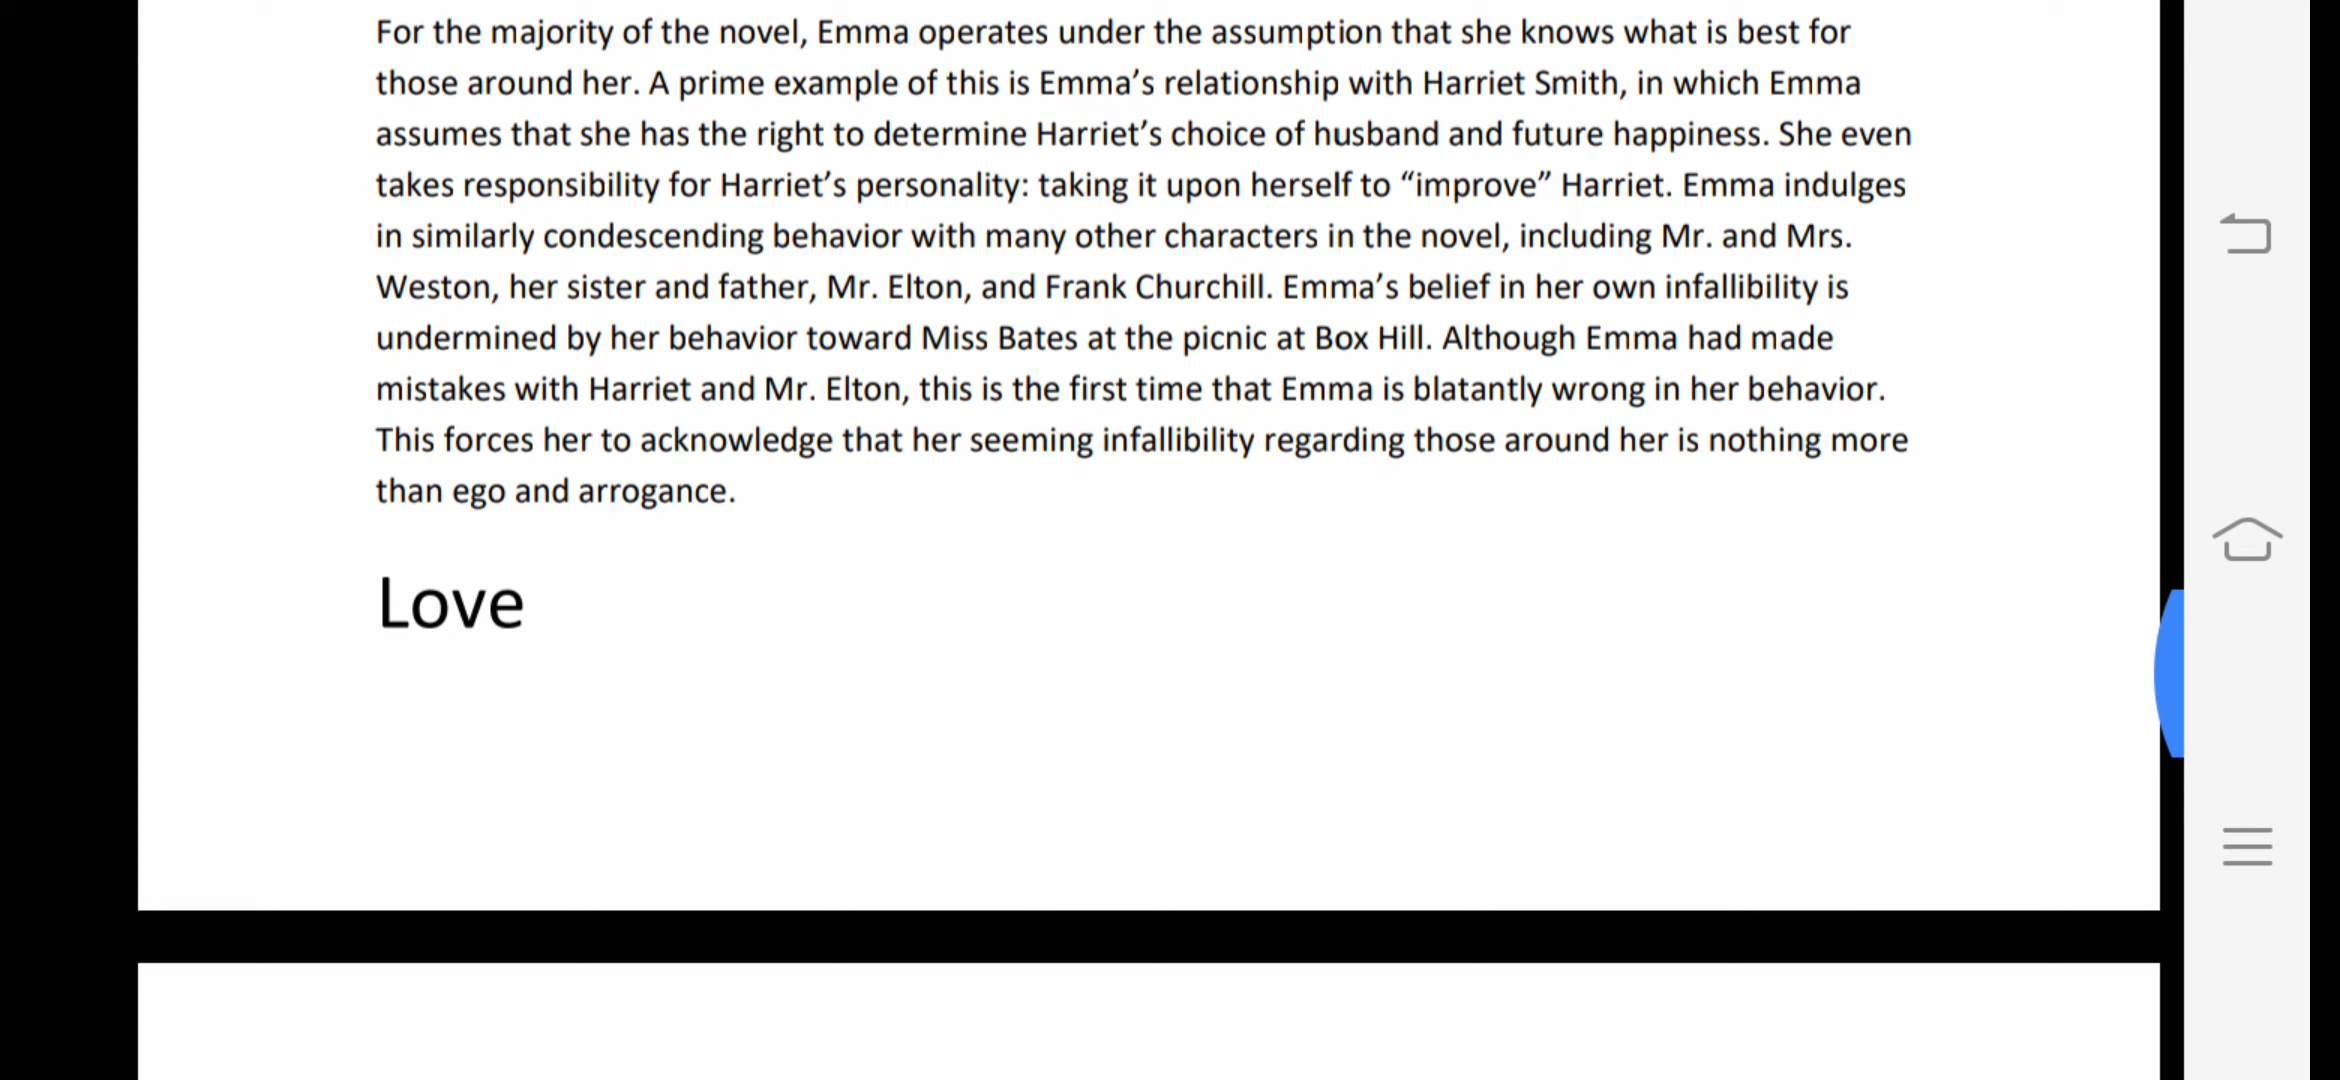 For the majority of the novel, Emma operates under the assumption that she knows what is best for
those around her. A prime example of this is Emma’s relationship with Harriet Smith, in which Emma
assumes that she has the right to determine Harriet’s choice of husband and future happiness. She even
takes responsibility for Harriet’s personality: taking it upon herself to “improve” Harriet. Emma indulges
in similarly condescending behavior with many other characters in the novel, including Mr. and Mrs.
Weston, her sister and father, Mr. Elton, and Frank Churchill. Emma’s belief in her own infallibility is
undermined by her behavior toward Miss Bates at the picnic at Box Hill. Although Emma had made
mistakes with Harriet and Mr. Elton, this is the first time that Emma is blatantly wrong in her behavior.
This forces her to acknowledge that her seeming infallibility regarding those around her is nothing more
than ego and arrogance.
Love